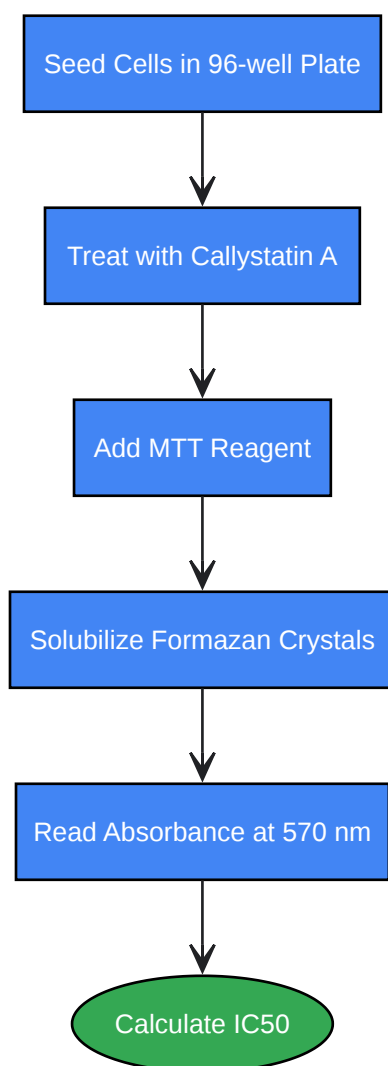 Seed Cells in 96-well Plate
Treat with Callystatin A
Add MTT Reagent
Solubilize Formazan Crystals
Read Absorbance at 570 nm
Calculate IC50